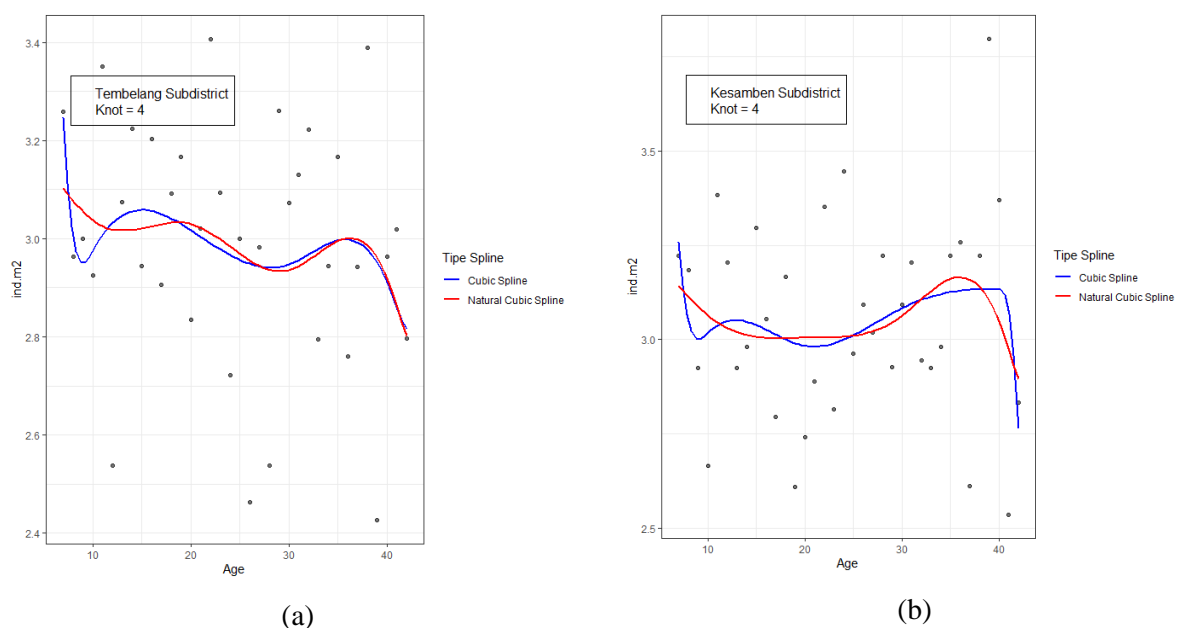 3.4
3.2
3.0
2.8
2.6
2.4
ind.m2
Tembelang Subdistrict
Knot = 4
10
20
30
40
Age
Tipe Spline
Cubic Spline
Natural Cubic Spline
(a)
3.5
3.0
2.5
ind.m2
Kesamben Subdistrict
Knot = 4
10
20
30
40
Age
Tipe Spline
Cubic Spline
Natural Cubic Spline
(b)